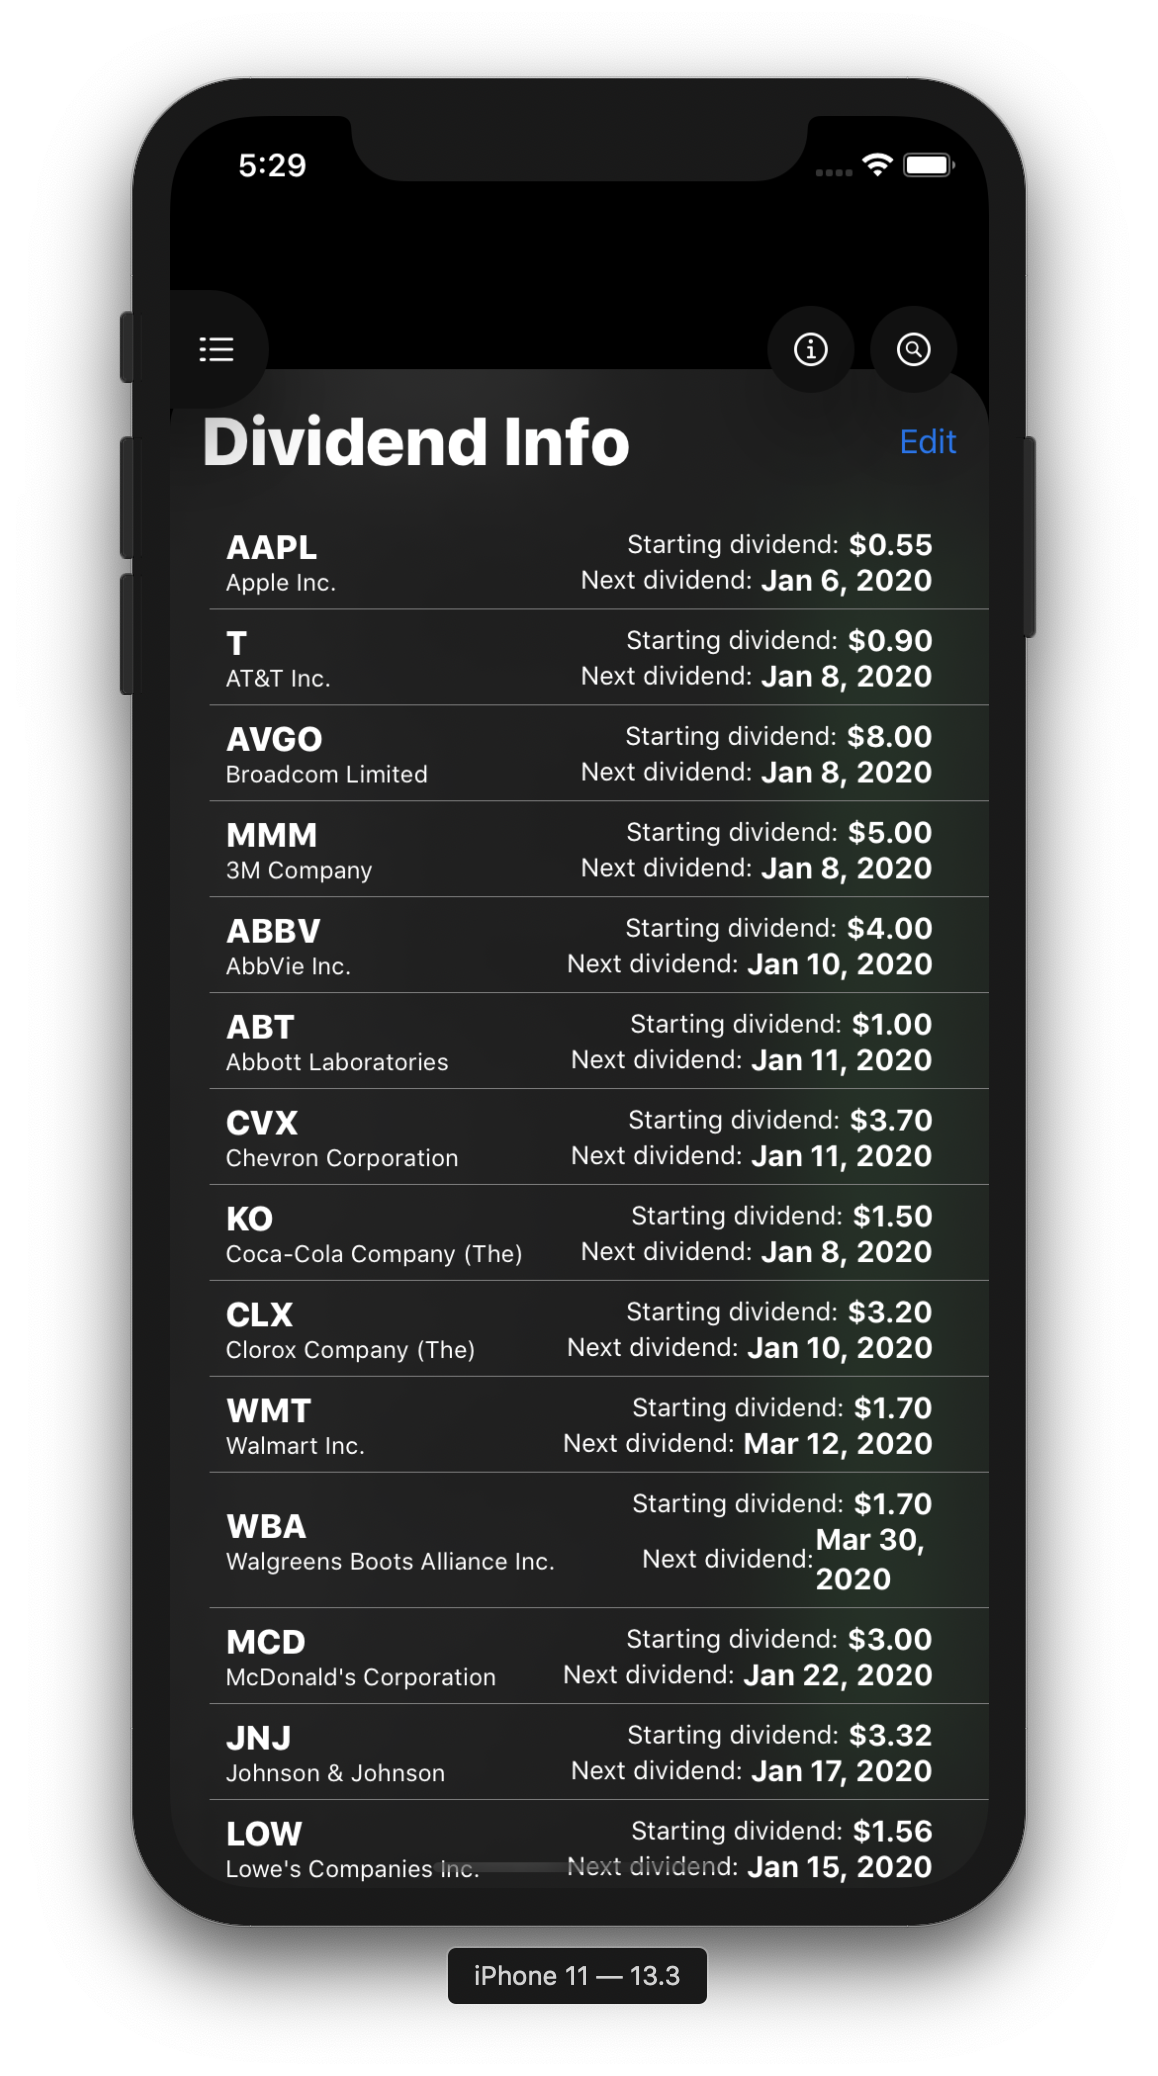 5:29
Dividend Info
Edit
AAPL
Apple Inc.
Starting dividend: $0.55
Next dividend: Jan 6, 2020
T
AT&T Inc.
Starting dividend: $0.90
Next dividend: Jan 8, 2020
AVGO
Broadcom Limited
Starting dividend: $8.00
Next dividend: Jan 8, 2020
MMM
3M Company
Starting dividend: $5.00
Next dividend: Jan 8, 2020
ABBV
AbbVie Inc.
Starting dividend: $4.00
Next dividend: Jan 10, 2020
ABT
Abbott Laboratories
Starting dividend: $1.00
Next dividend: Jan 11, 2020
CVX
Chevron Corporation
Starting dividend: $3.70
Next dividend: Jan 11, 2020
KO
Coca-Cola Company (The)
Starting dividend: $1.50
Next dividend: Jan 8, 2020
CLX
Clorox Company (The)
Starting dividend: $3.20
Next dividend: Jan 10, 2020
WMT
Walmart Inc.
Starting dividend: $1.70
Next dividend: Mar 12, 2020
WBA
Walgreens Boots Alliance Inc.
Starting dividend: $1.70
Next dividend: Mar 30,
2020
MCD
McDonald's Corporation
Starting dividend: $3.00
Next dividend: Jan 22, 2020
JNJ
Johnson & Johnson
Starting dividend: $3.32
Next dividend: Jan 17, 2020
LOW
Lowe's Companies Inc.
Starting dividend: $1.56
Next dividend: Jan 15, 2020
iPhone 11 — 13.3